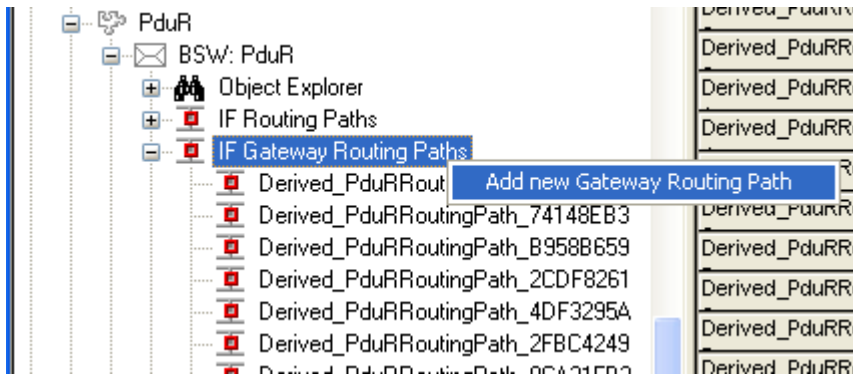 PduR
BSW: PduR
Object Explorer
IF Routing Paths
IF Gateway Routing Paths
Add new Gateway Routing Path
Derived_PduRRout
Derived_PduRRoutingPath_74148EB3
Derived_PduRRoutingPath_B958B659
Derived_PduRRoutingPath_2CDF8261
Derived_PduRRoutingPath_4DF3295A
Derived_PduRRoutingPath_2FBC4249
Derived_PduRR
Derived_PduRR
Derived_PduRR
Derived_PduRR
Derived_PduRR
Derived_PduRR
Derived_PduRR
Derived_PduRR